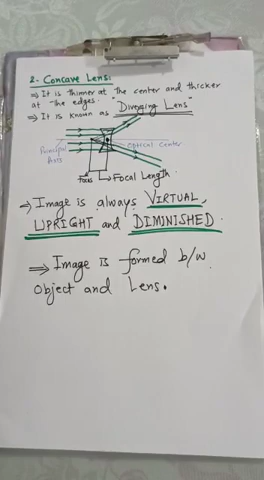 2- Concave Lens:
⇒ It is thinner at the center and thicker
at the edges.
⇒ It is known as "Diverging Lens"
Principal
Axis
optical Center
Focus
Focal Length
⇒ Image is always VIRTUAL,
UPRIGHT and DIMINISHED.
⇒ Image is formed b/w
Object and Lens.